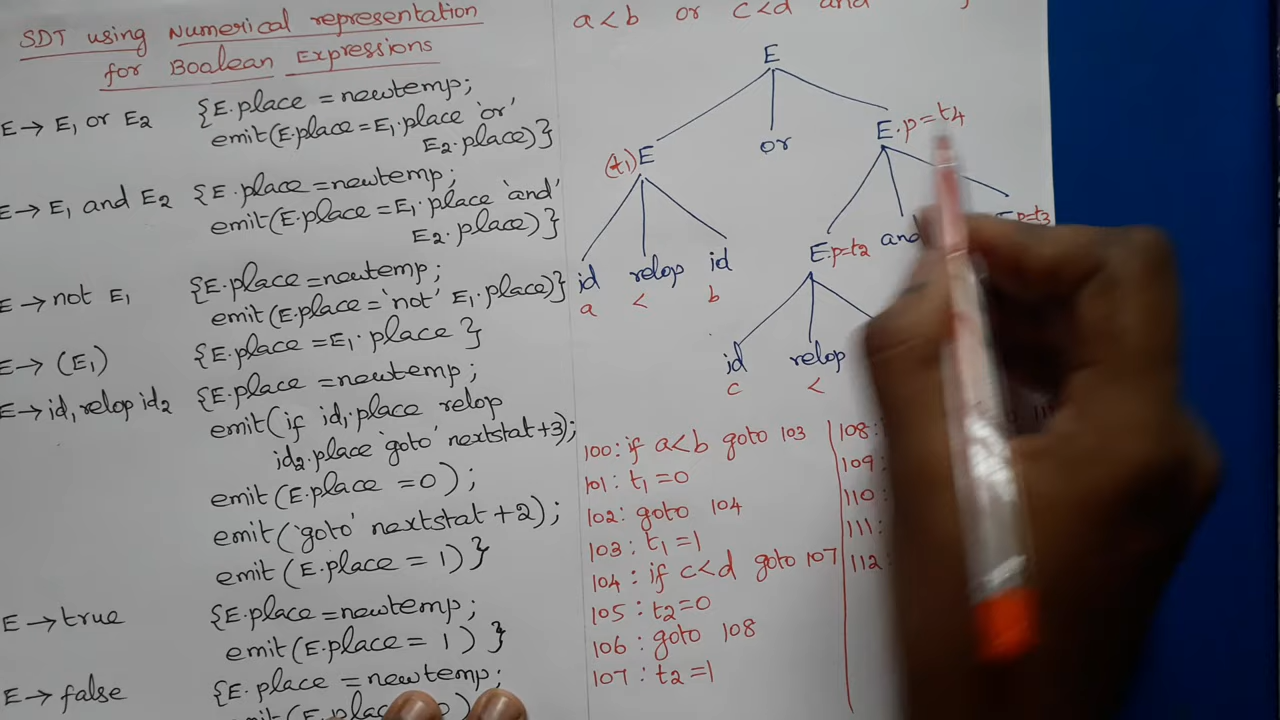 SDT using Numerical representation
for Boalean Expressions
E → E₁ or E₂ {E.place = newtemp;
emit(E.place = E₁.place 'or'
E₂.place)}
E → E₁ and E₂ {E.place = newtemp;
emit(E.place = E₁.place 'and'
E₂.place)}
E → not E₁ {E.place = newtemp;
emit(E.place = 'not' E₁.place)}
E → (E₁) {E.place = E₁.place}
E → id₁ relop id₂ {E.place = newtemp;
emit(if id₁.place relop
id₂.place 'goto' nextstat+3);
emit(E.place = 0);
emit('goto' nextstat+2);
emit(E.place = 1)}
E → true {E.place = newtemp;
emit(E.place = 1)}
E → false {E.place = newtemp;
a<b or c<d and
E
(t₁) E or E.p=t₄
id relop id E.p=t₂ and p=t₃
a < b
id relop
c <
100: if a<b goto 103
101: t₁=0
102: goto 104
103: t₁=1
104: if c<d goto 107
105: t₂=0
106: goto 108
107: t₂=1
108:
109:
110:
111:
112: